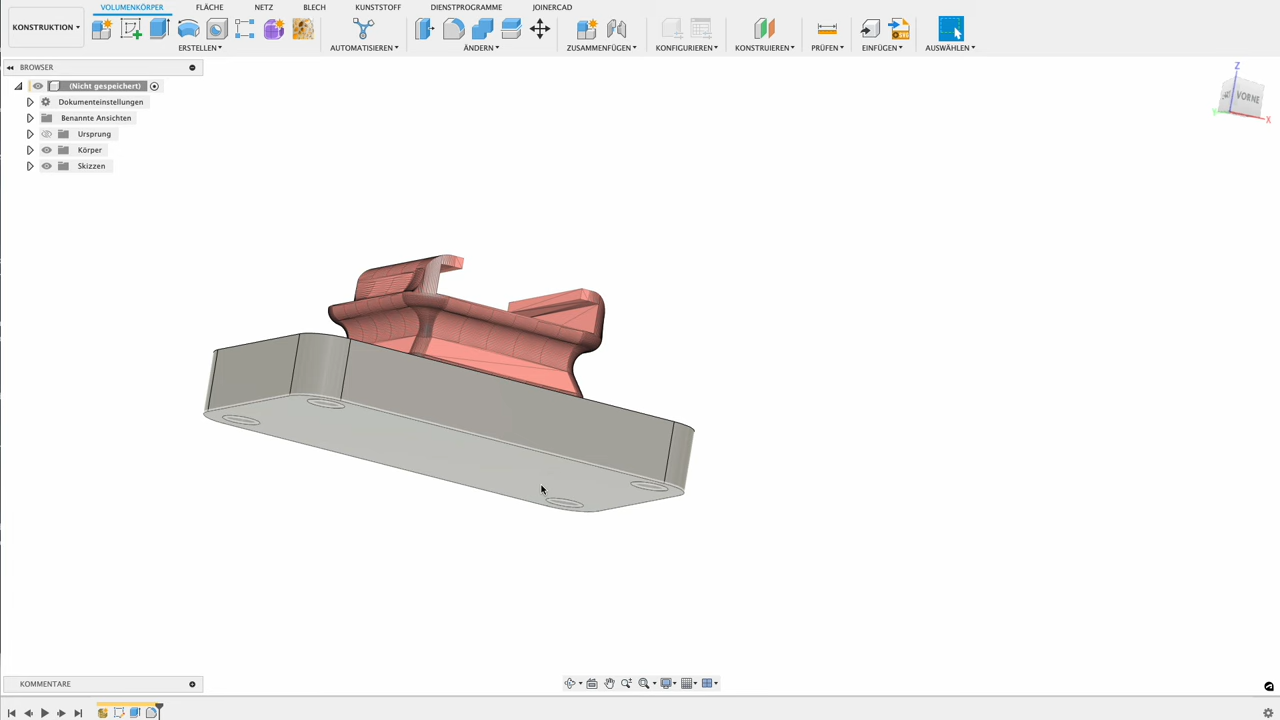 VOLUMENKÖRPER FLÄCHE NETZ BLECH KUNSTSTOFF DIENSTPROGRAMME JOINERCAD
KONSTRUKTION
ERSTELLEN AUTOMATISIEREN ÄNDERN ZUSAMMENFÜGEN KONFIGURIEREN KONSTRUIEREN PRÜFEN EINFÜGEN AUSWÄHLEN
BROWSER
(Nicht gespeichert)
Dokumenteinstellungen
Benannte Ansichten
Ursprung
Körper
Skizzen
Z
VORNE
Y
X
KOMMENTARE